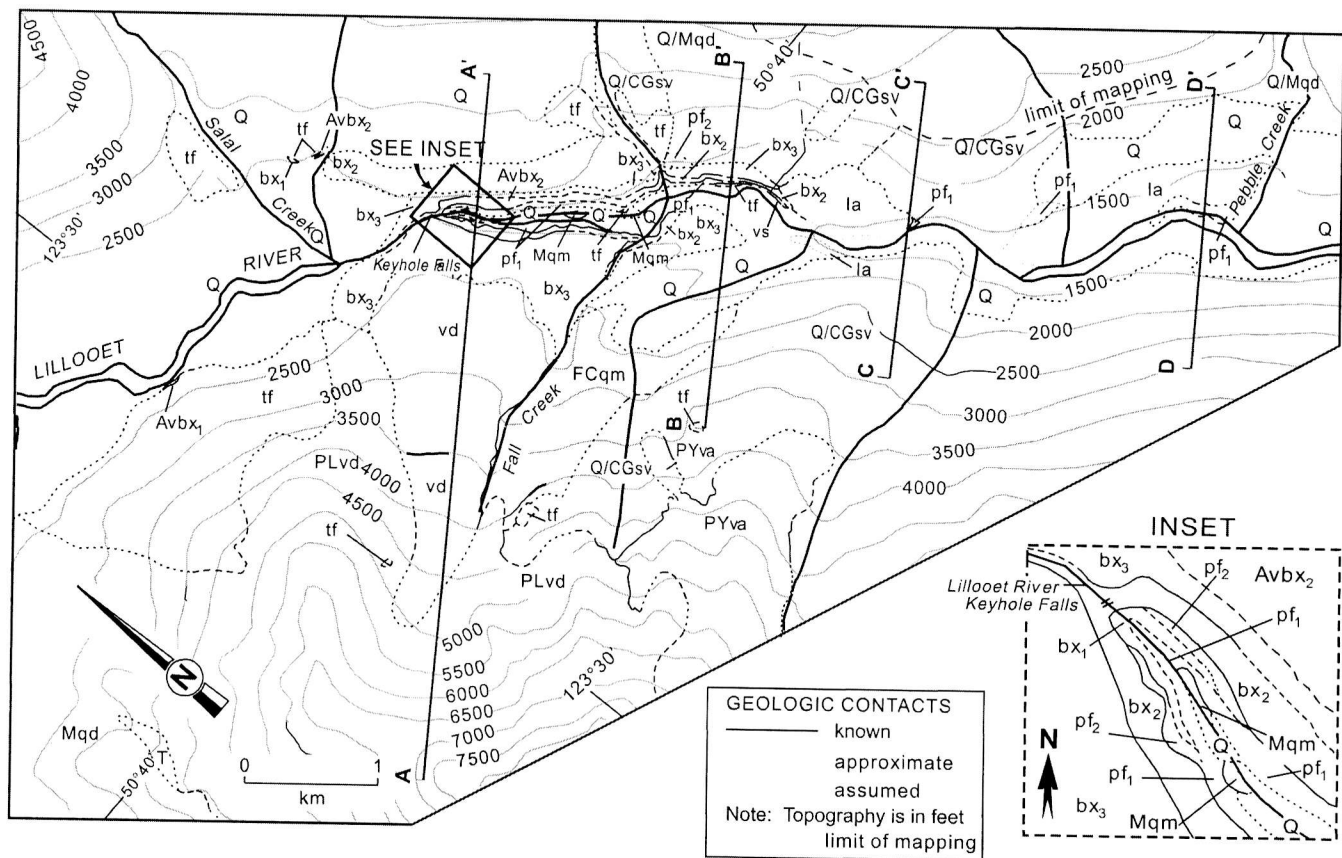 4500
4000
3500
3000
2500
123°30'
Q
Salal
Creek
Q
tf
tf
Avbx₂
bx₁
bx₂
A'
Q
SEE INSET
Avbx₂
bx₃
Q/CGsv
tf
tf
bx₃
Q/Mqd
pf₂
bx₂
bx₃
B'
50°40'
Q/CGsv
C'
Q/CGsv
2500
limit of mapping
2000
D'
Q/Mqd
Q
Pebble Creek
RIVER
Q
LILLOOET
Keyhole Falls
bx₃
Q
Q
Q
pf₁
Mqm
tf
Mqm
pf₁
bx₃
bx₂
tf
vs
bx₂
la
la
pf₁
pf₁
1500
la
pf₁
Q
Q
1500
2000
2500
3000
3500
4000
Q
Q
Q/CGsv
C
D
vd
bx₃
Fall Creek
FCqm
tf
B
Q/CGsv
PYva
PYva
2500
3000
3500
tf
Avbx₁
PLvd
4000
4500
vd
tf
tf
PLvd
5000
5500
6000
6500
7000
7500
A
123°30'
N
Mqd
T
50°40'
0
1
km
GEOLOGIC CONTACTS
known
approximate
assumed
Note: Topography is in feet
limit of mapping
INSET
bx₃
pf₂
Avbx₂
Lillooet River
Keyhole Falls
pf₁
bx₁
bx₂
bx₂
pf₂
N
Q
Mqm
pf₁
pf₁
bx₃
Mqm
Q